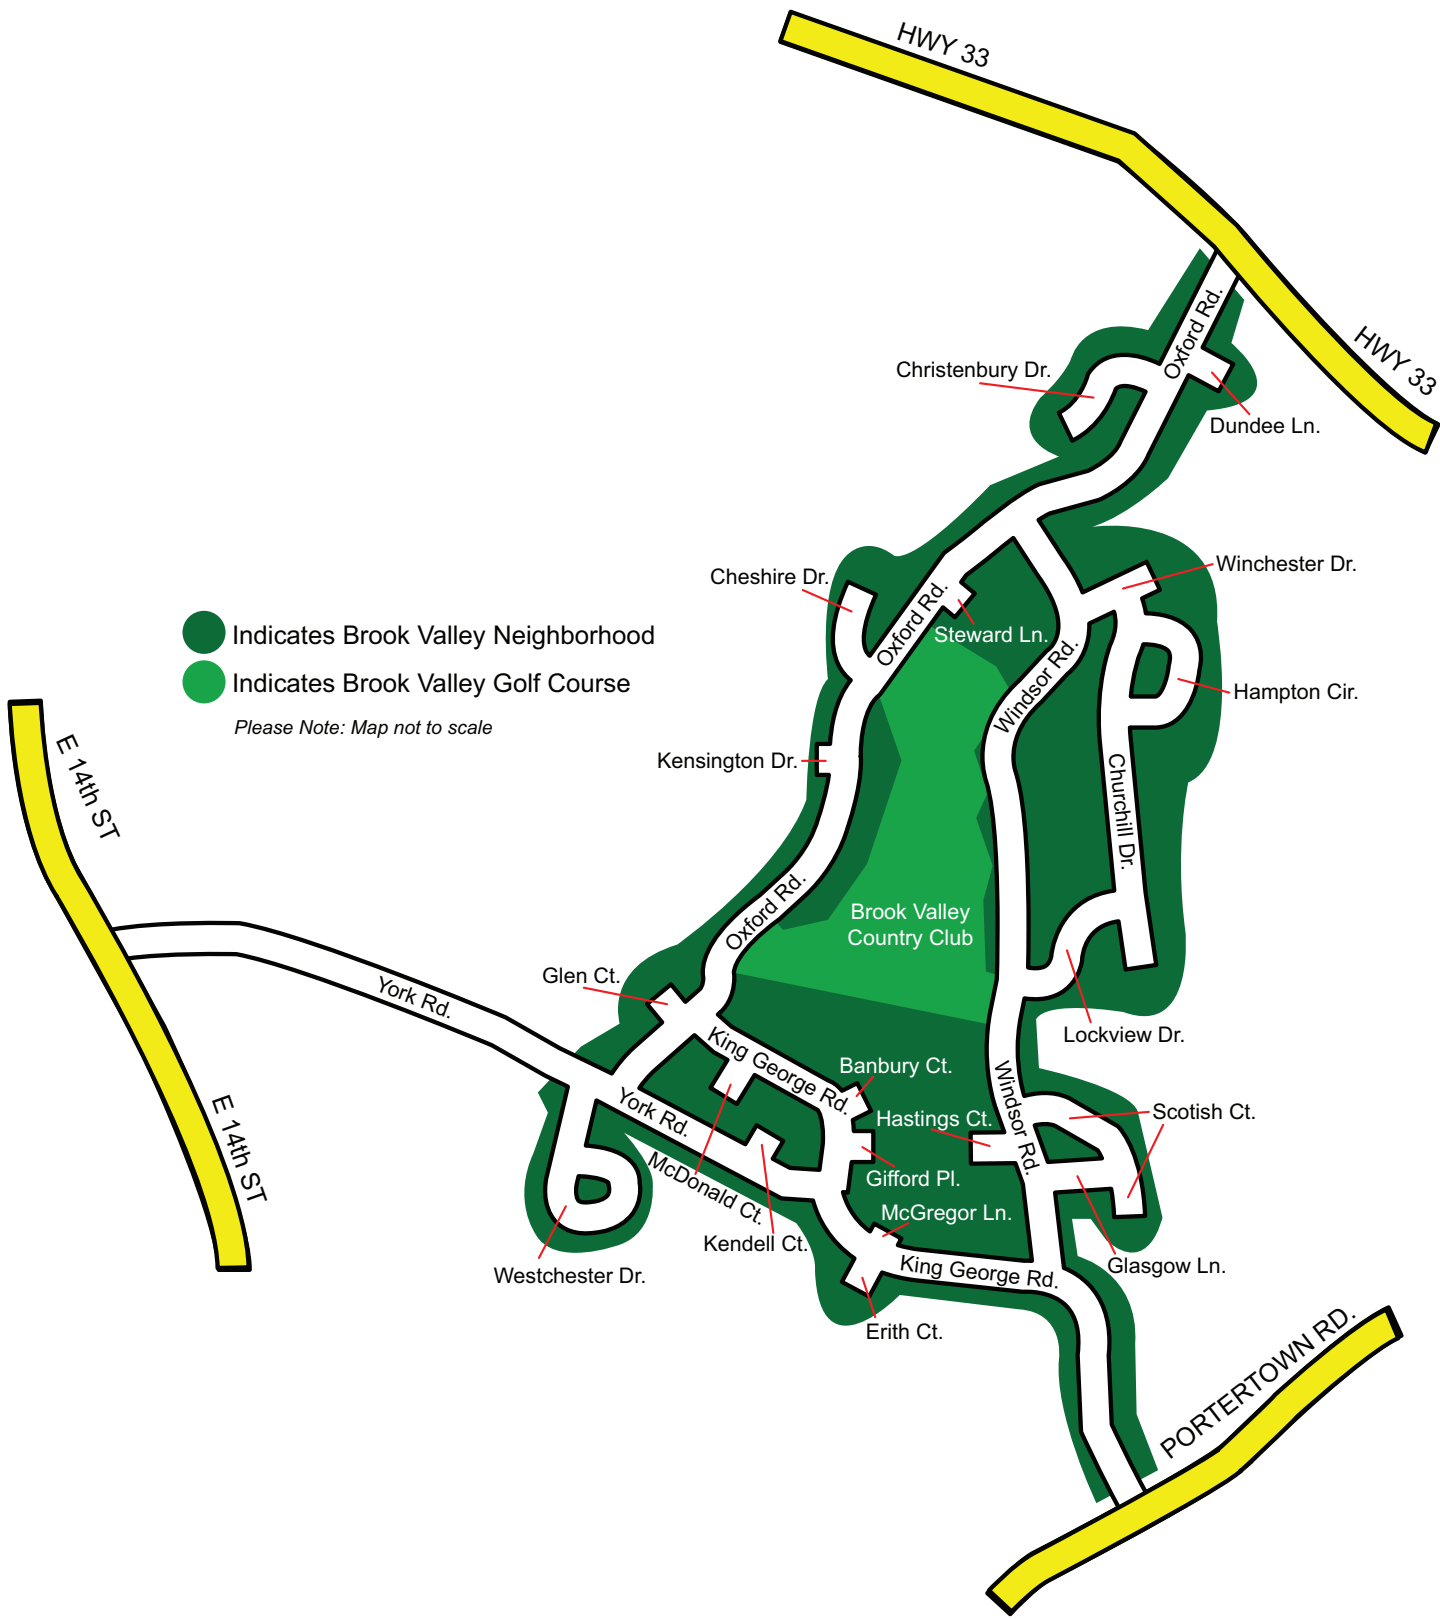 HWY 33
HWY 33
Oxford Rd.
Christenbury Dr.
Dundee Ln.
Winchester Dr.
Cheshire Dr.
Oxford Rd.
Steward Ln.
Indicates Brook Valley Neighborhood
Indicates Brook Valley Golf Course
Please Note: Map not to scale
Windsor Rd.
Hampton Cir.
E 14th ST
Kensington Dr.
Churchill Dr.
Oxford Rd.
Brook Valley
Country Club
Glen Ct.
York Rd.
Lockview Dr.
King George Rd.
Banbury Ct.
Windsor Rd.
York Rd.
Hastings Ct.
Scotish Ct.
E 14th ST
McDonald Ct.
Gifford Pl.
McGregor Ln.
Kendell Ct.
Westchester Dr.
King George Rd.
Glasgow Ln.
Erith Ct.
PORTERTOWN RD.